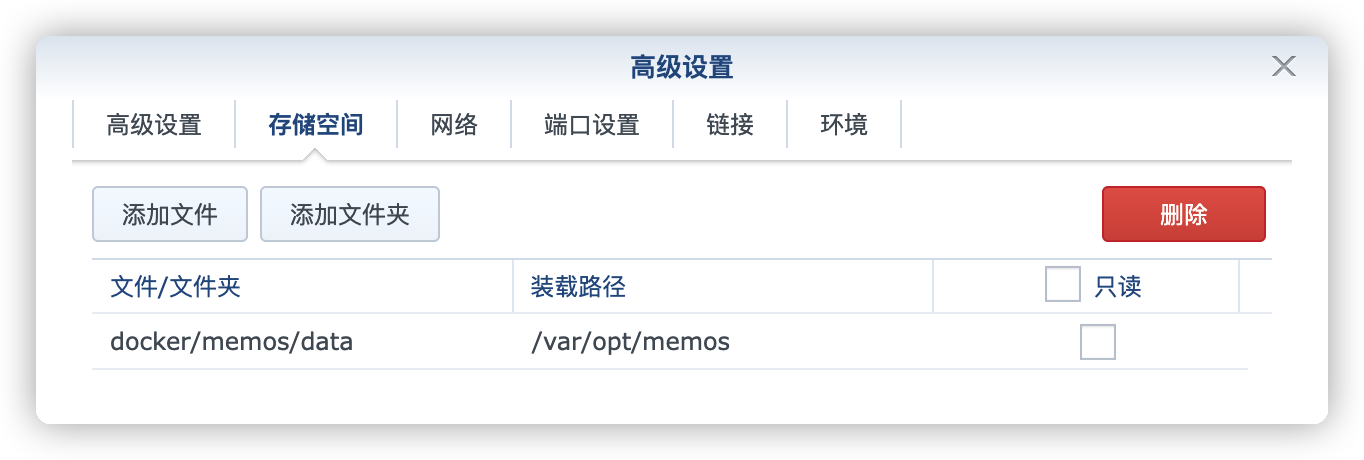 高级设置
高级设置 存储空间 网络 端口设置 链接 环境
添加文件 添加文件夹 删除
文件/文件夹 装载路径 只读
docker/memos/data /var/opt/memos